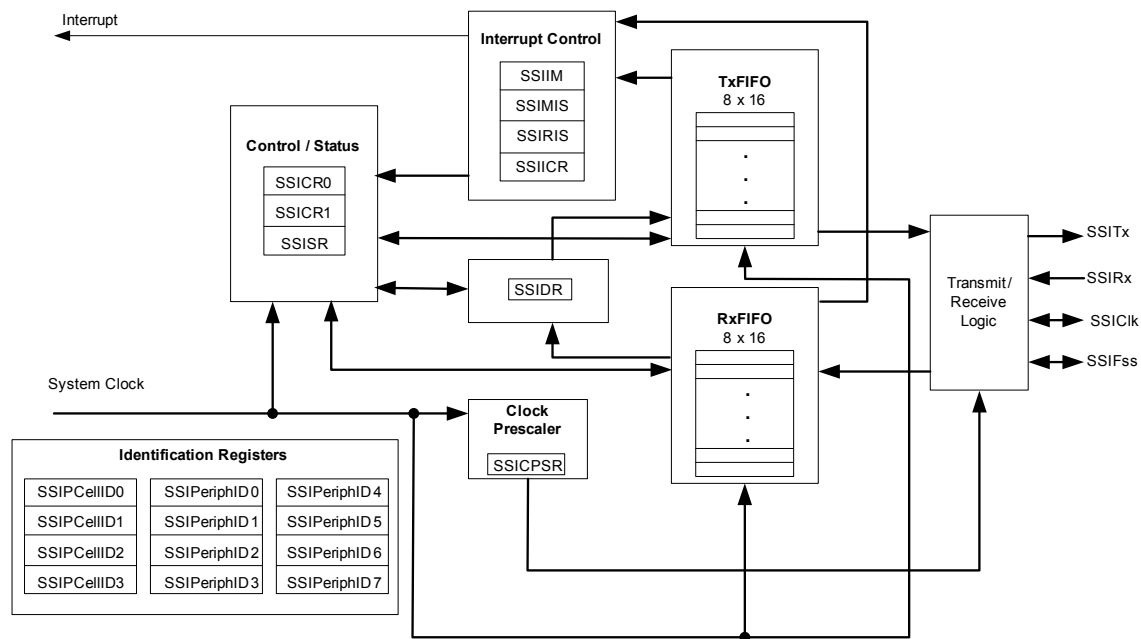 Interrupt
Interrupt Control
SSIIM
SSIMIS
SSIRIS
SSIICR
TxFIFO
8 x 16
Control / Status
SSICR0
SSICR1
SSISR
SSIDR
RxFIFO
8 x 16
Transmit/
Receive
Logic
SSITx
SSIRx
SSIClk
SSIFss
System Clock
Clock
Prescaler
SSICPSR
Identification Registers
SSIPCellID0 SSIPeriphID0 SSIPeriphID4
SSIPCellID1 SSIPeriphID1 SSIPeriphID5
SSIPCellID2 SSIPeriphID2 SSIPeriphID6
SSIPCellID3 SSIPeriphID3 SSIPeriphID7